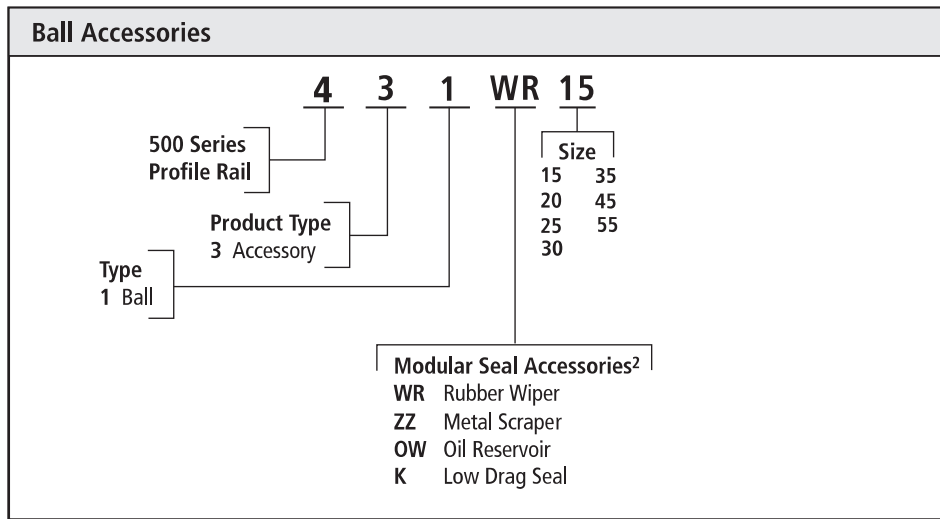 Ball Accessories
4 3 1 WR 15
500 Series
Profile Rail
Product Type
3 Accessory
Type
1 Ball
Size
15 35
20 45
25 55
30
Modular Seal Accessories²
WR Rubber Wiper
ZZ Metal Scraper
OW Oil Reservoir
K Low Drag Seal